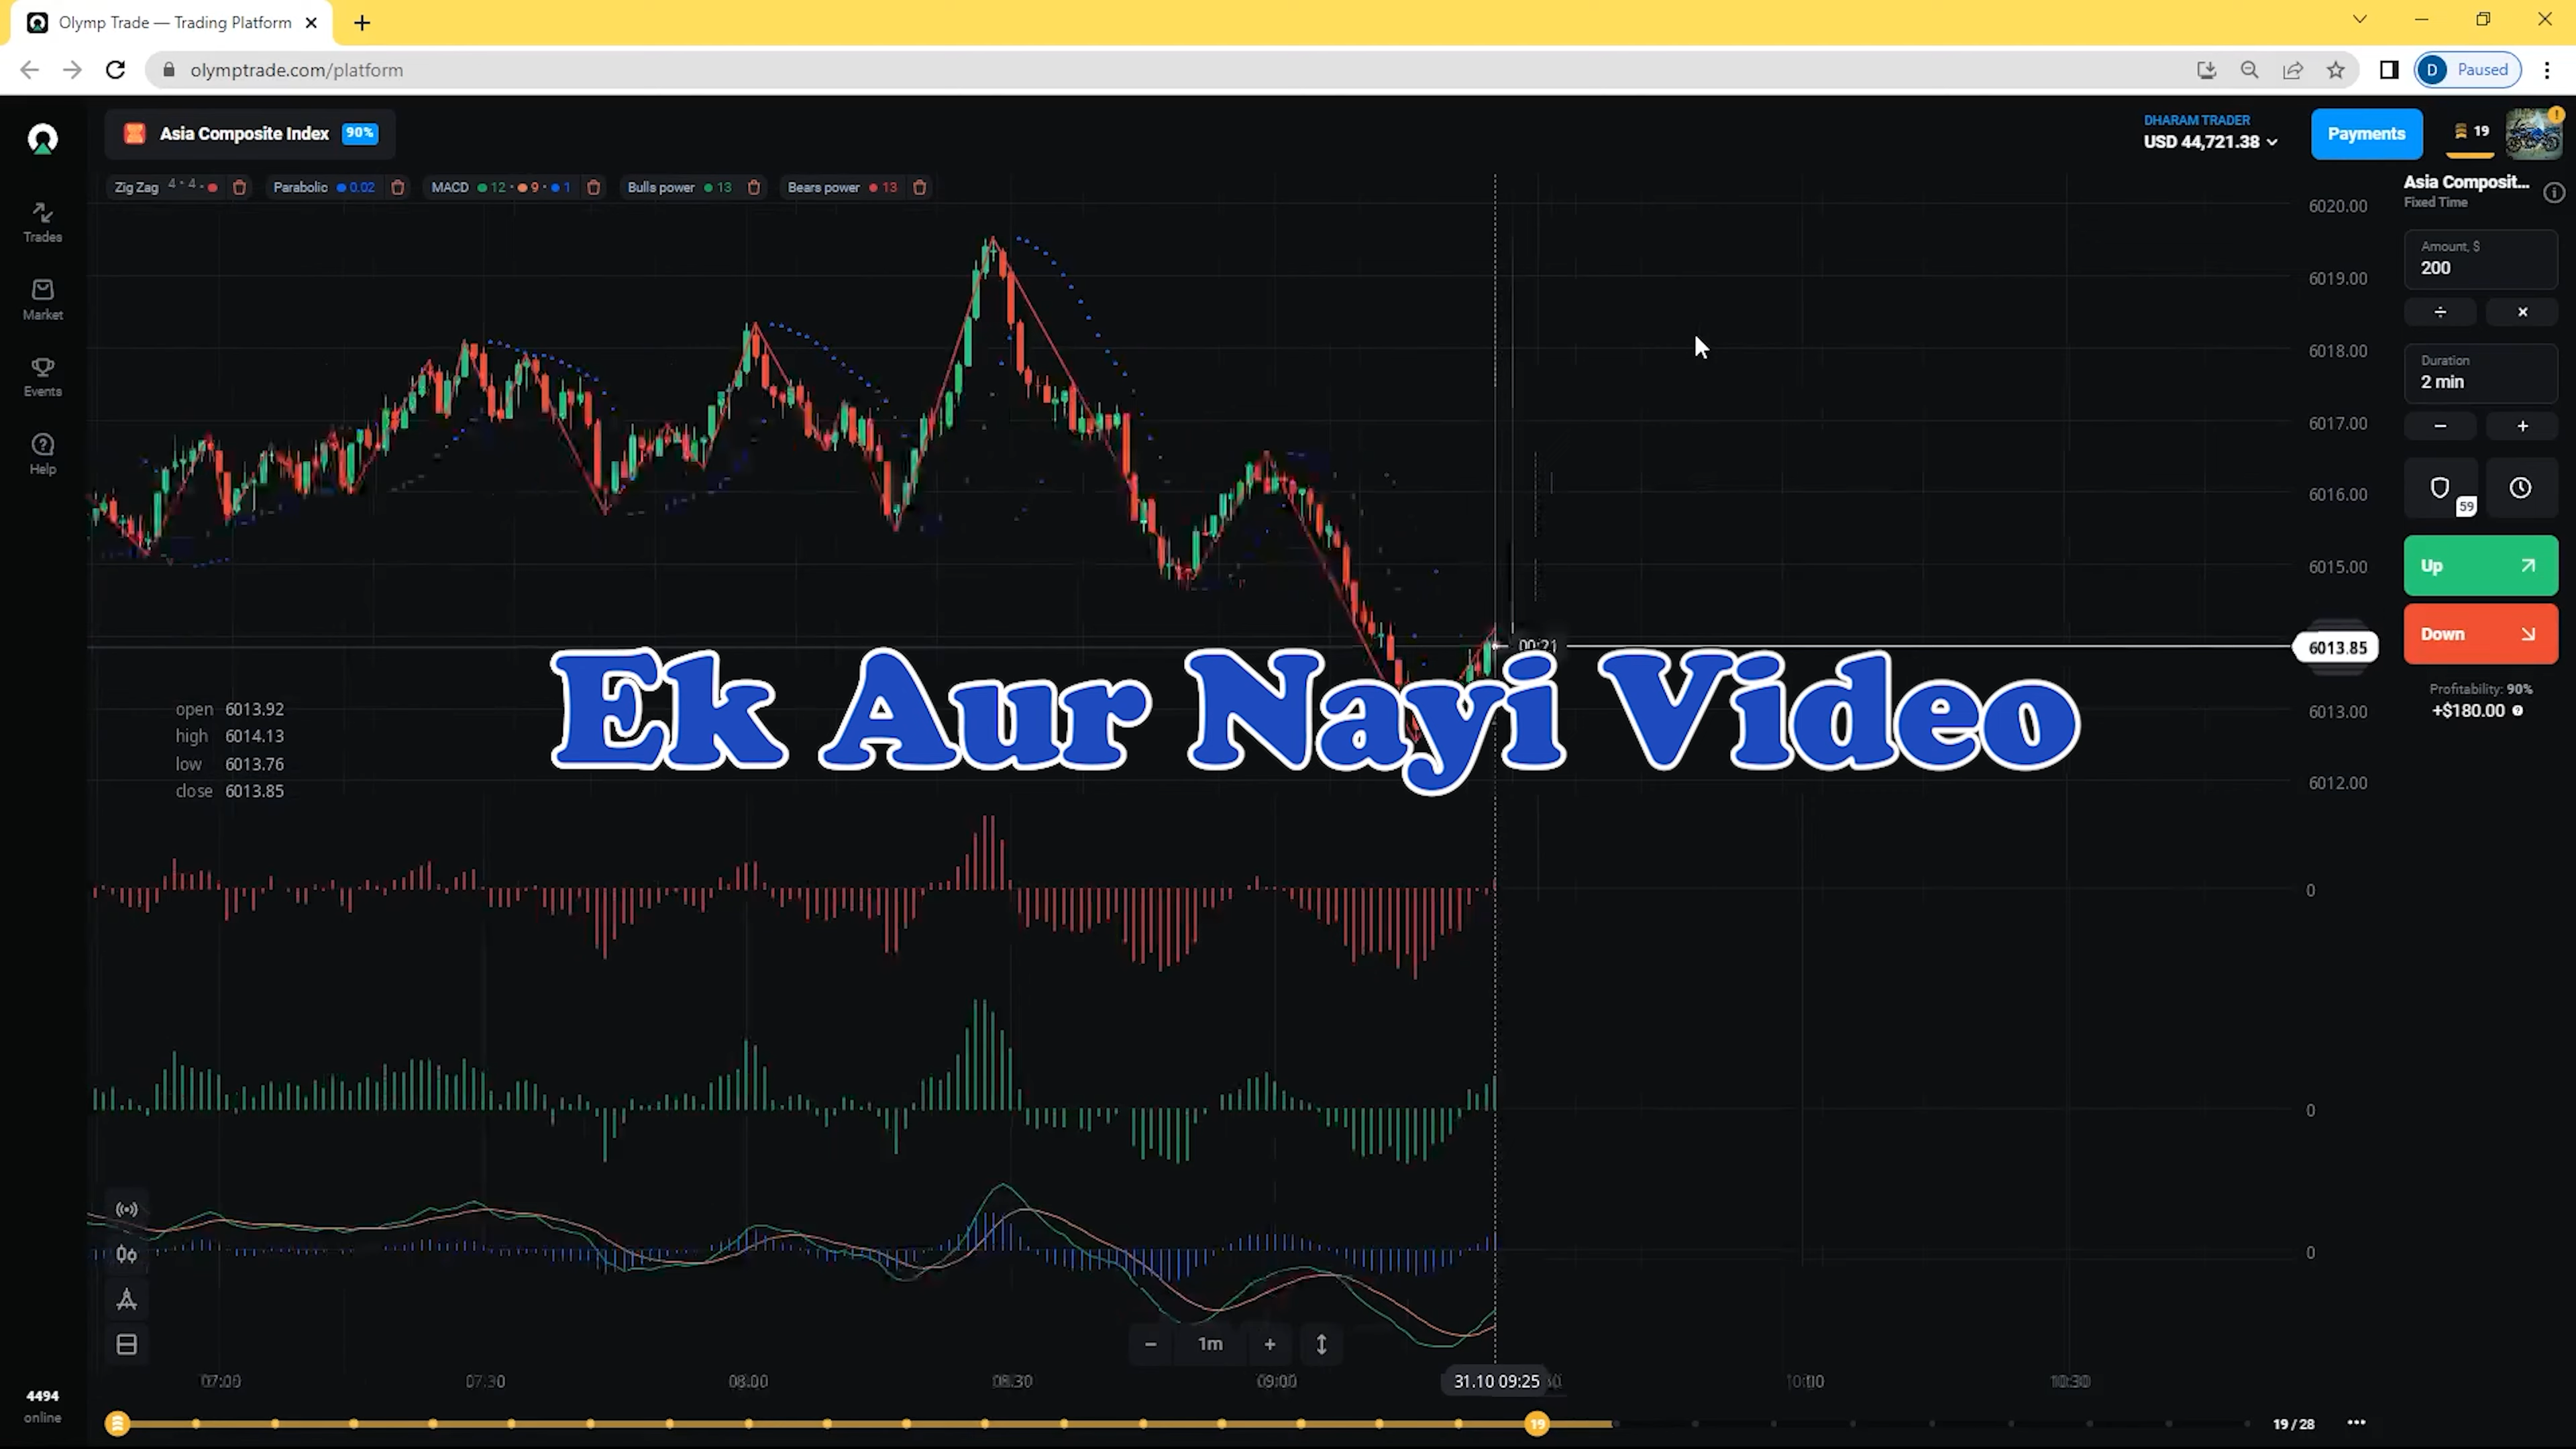 Olymp Trade — Trading Platform
olymptrade.com/platform
D Paused
Asia Composite Index 90%
DHARAM TRADER
USD 44,721.38
Payments
19
Zig Zag 4 • 4 •
Parabolic 0.02
MACD 12 • 9 • 1
Bulls power 13
Bears power 13
Trades
Market
Events
Help
Asia Composit...
Fixed Time
Amount, $
200
÷ ×
Duration
2 min
− +
59
Up
Down
Profitability: 90%
+$180.00
6020.00
6019.00
6018.00
6017.00
6016.00
6015.00
6013.85
6013.00
6012.00
00:21
Ek Aur Nayi Video
open 6013.92
high 6014.13
low 6013.76
close 6013.85
0
0
0
− 1m +
07:00 07:30 08:00 08:30 09:00 31.10 09:25 10:00 10:30
4494
online
19
19 / 28